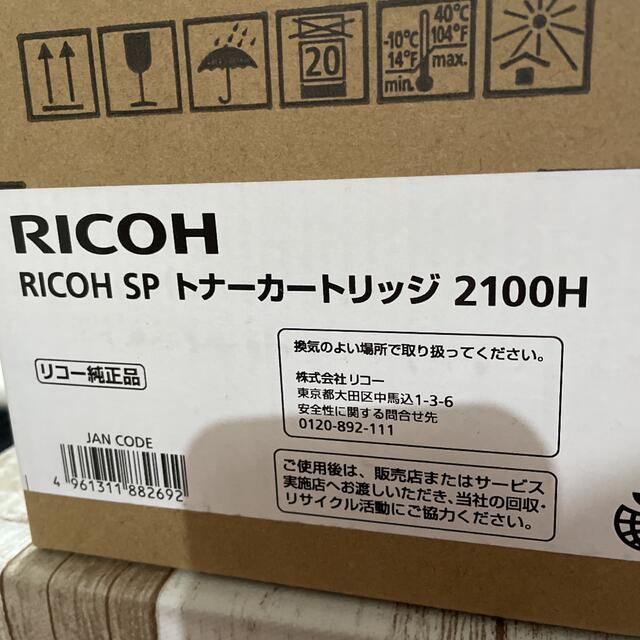 20
-10℃
14°F
min.
40℃
104°F
max.
RICOH
RICOH SP トナーカートリッジ 2100H
リコー純正品
換気のよい場所で取り扱ってください。
株式会社リコー
東京都大田区中馬込1-3-6
安全性に関する問合せ先
0120-892-111
JAN CODE
4 961311 882692
ご使用後は、販売店またはサービス
実施店へお渡しいただき、当社の回収・
リサイクル活動にご協力ください。